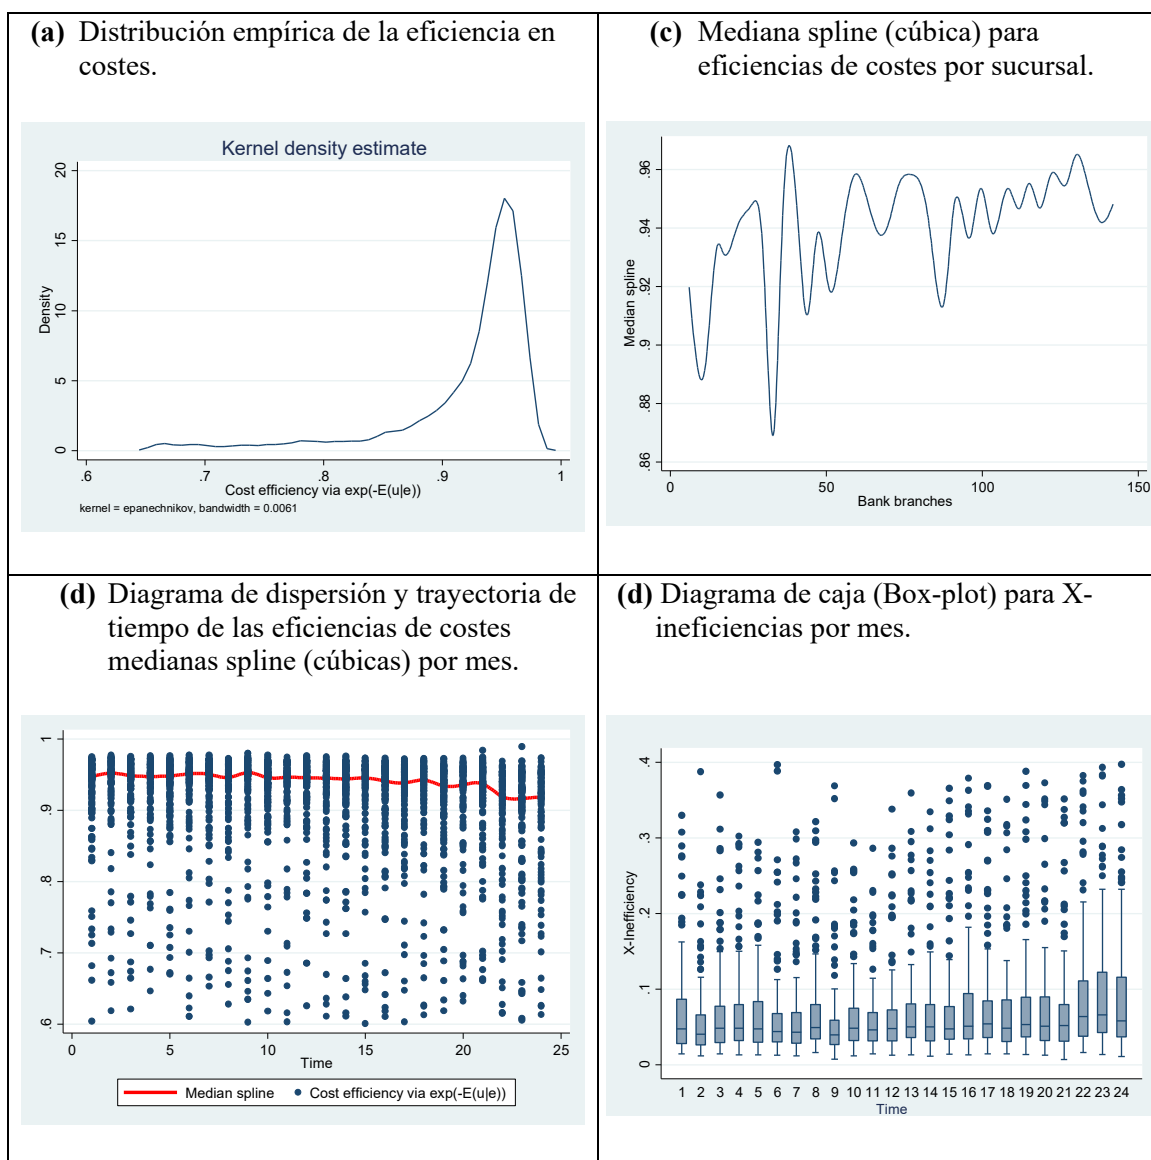 (a) Distribución empírica de la eficiencia en
costes.
Kernel density estimate
20
15
10
5
0
Density
.6 .7 .8 .9 1
Cost efficiency via exp(-E(u|e))
kernel = epanechnikov, bandwidth = 0.0061
(c) Mediana spline (cúbica) para
eficiencias de costes por sucursal.
.96
.94
.92
.9
.88
.86
Median spline
0 50 100 150
Bank branches
(d) Diagrama de dispersión y trayectoria de
tiempo de las eficiencias de costes
medianas spline (cúbicas) por mes.
1
.9
.8
.7
.6
0 5 10 15 20 25
Time
Median spline Cost efficiency via exp(-E(u|e))
(d) Diagrama de caja (Box-plot) para X-
ineficiencias por mes.
.4
.3
.2
.1
0
X-Inefficiency
1 2 3 4 5 6 7 8 9 10 11 12 13 14 15 16 17 18 19 20 21 22 23 24
Time